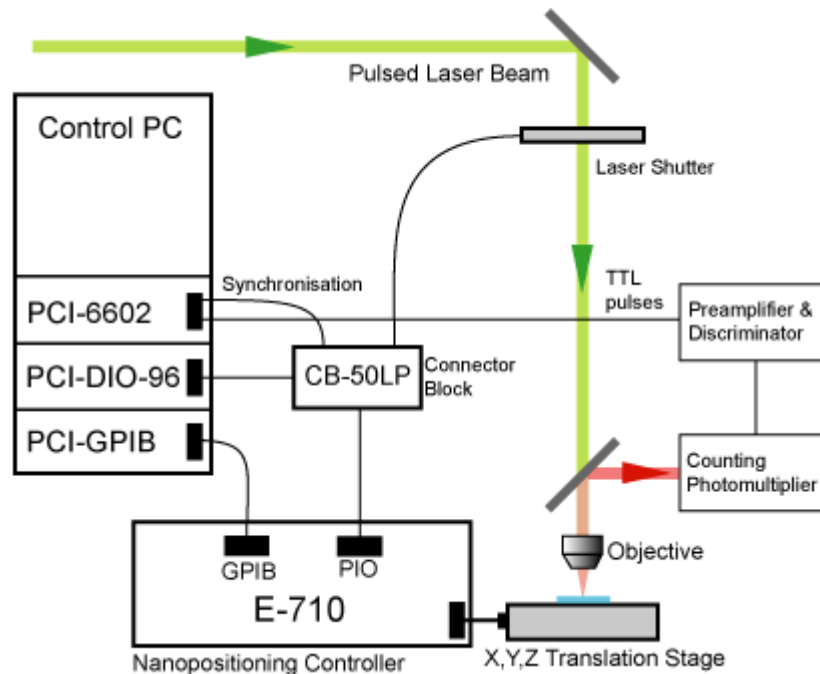 Pulsed Laser Beam
Control PC
Laser Shutter
Synchronisation
TTL
pulses
PCI-6602
Preamplifier &
Discriminator
PCI-DIO-96
CB-50LP
Connector
Block
PCI-GPIB
Counting
Photomultiplier
Objective
GPIB
PIO
E-710
Nanopositioning Controller
X,Y,Z Translation Stage